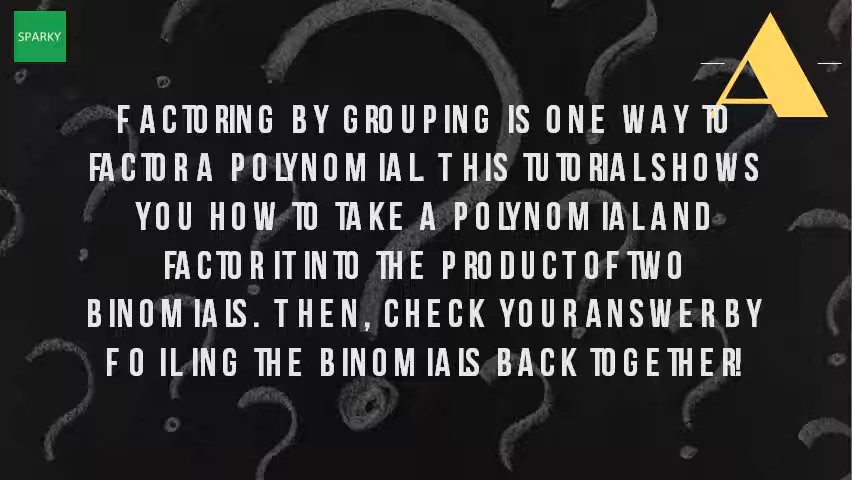 SPARKY
A
FACTORING BY GROUPING IS ONE WAY TO
FACTOR A POLYNOMIAL. THIS TUTORIAL SHOWS
YOU HOW TO TAKE A POLYNOMIAL AND
FACTOR IT INTO THE PRODUCT OF TWO
BINOMIALS. THEN, CHECK YOUR ANSWER BY
FOILING THE BINOMIALS BACK TOGETHER!